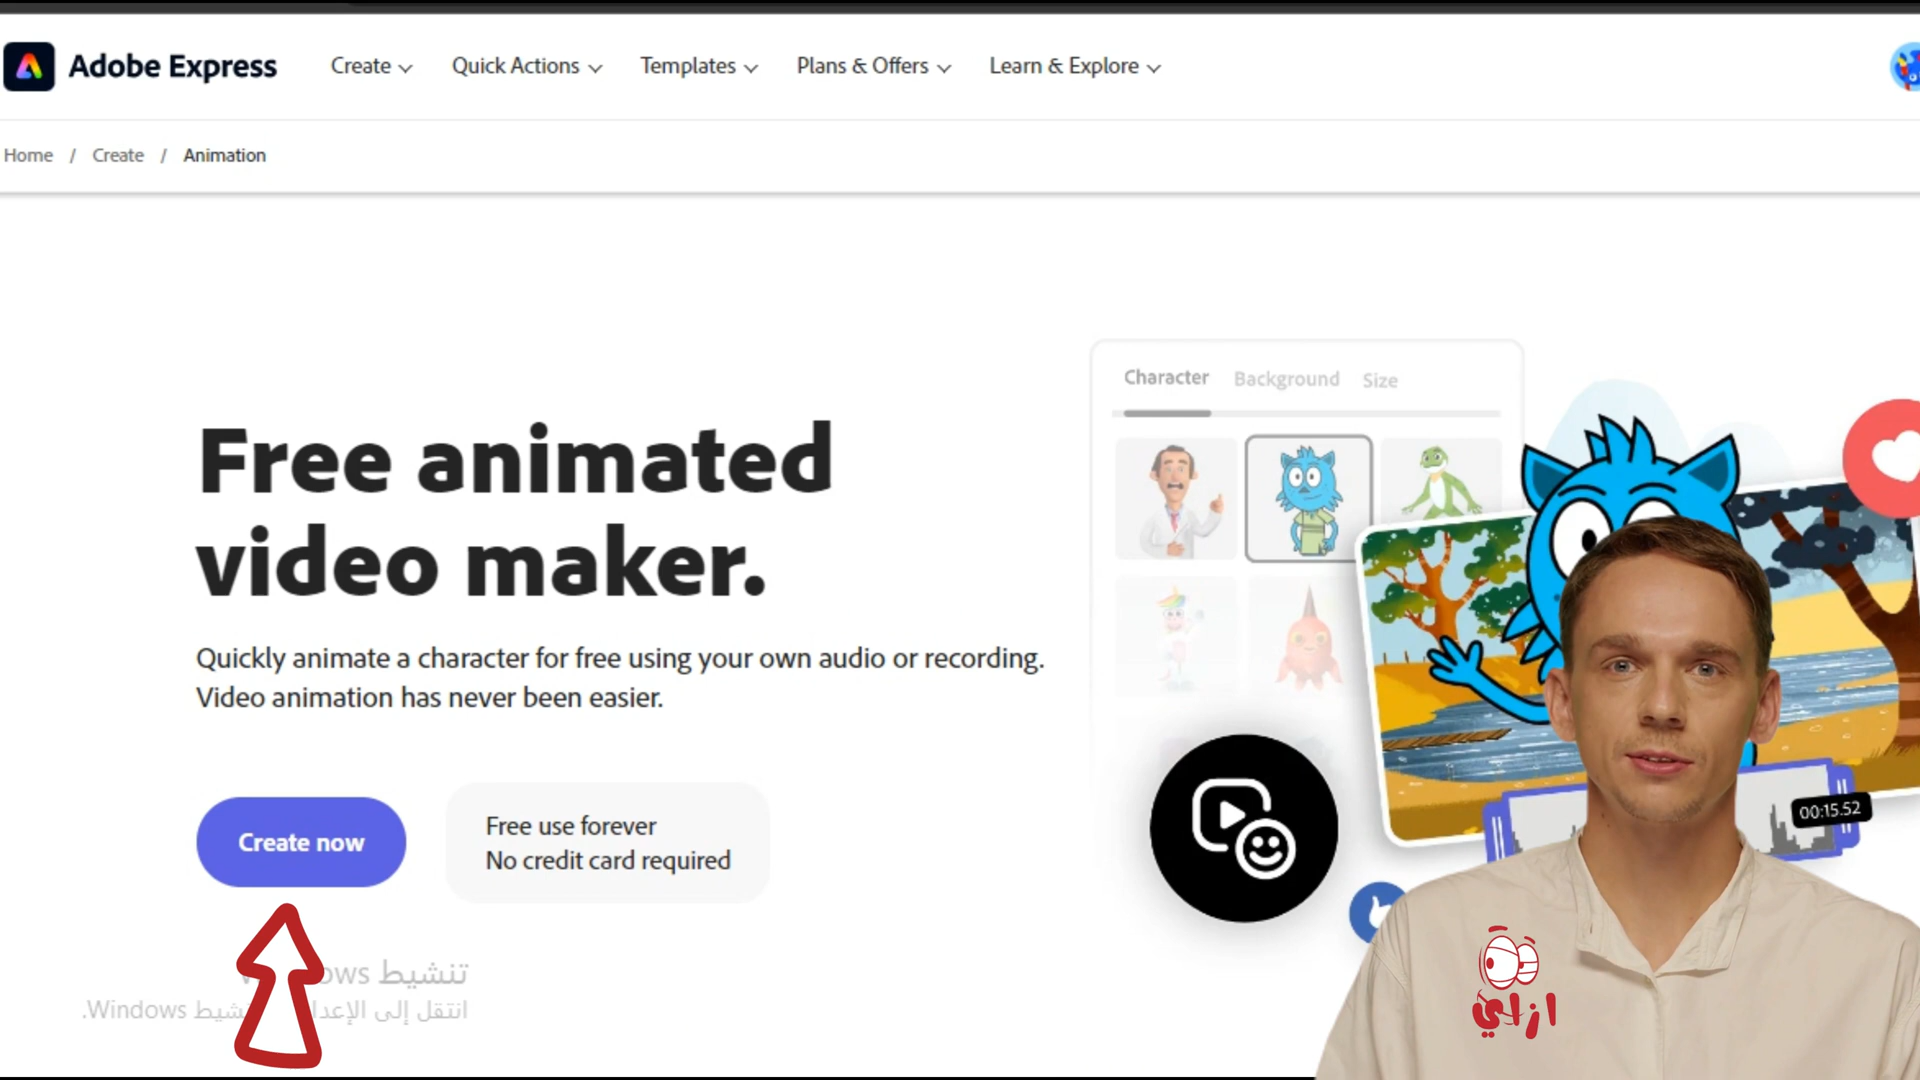 Adobe Express
Create
Quick Actions
Templates
Plans & Offers
Learn & Explore
Home / Create / Animation
Character
Background
Size
Free animated
video maker.
Quickly animate a character for free using your own audio or recording.
Video animation has never been easier.
Create now
Free use forever
No credit card required
00:15.52
تنشيط
انتقل إلى
Windows.
ازاي